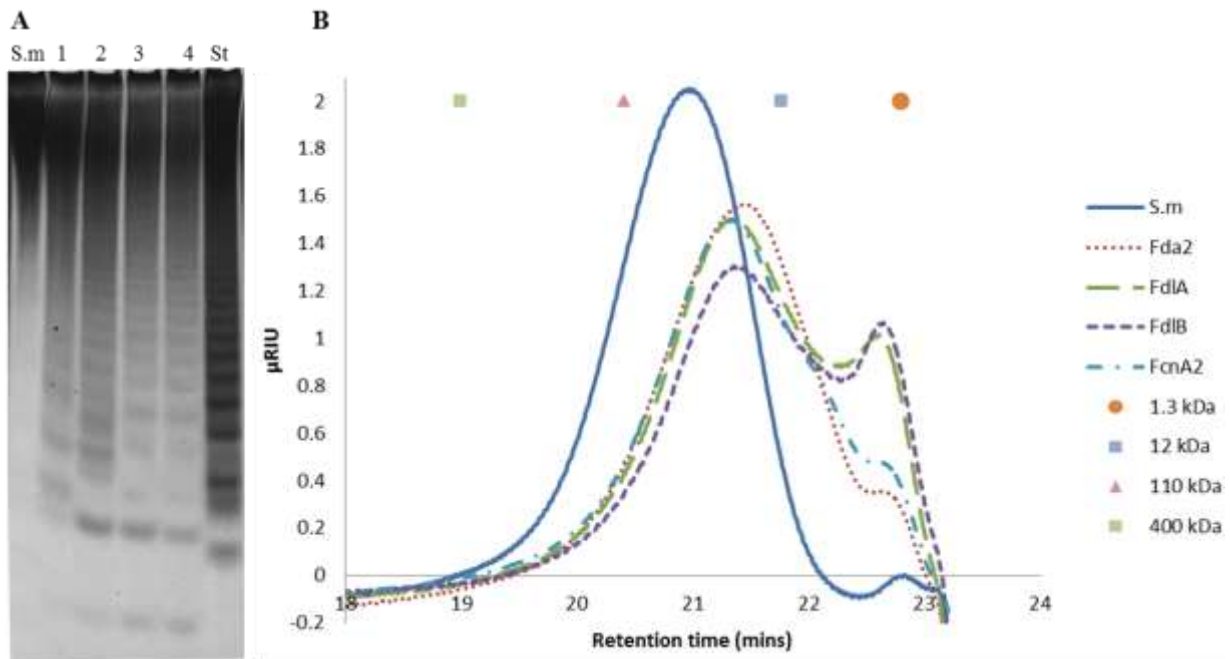 A
S.m 1 2 3 4 St
B
2
1.8
1.6
1.4
1.2
1
0.8
0.6
0.4
0.2
0
-0.2
µRIU
18 19 20 21 22 23 24
Retention time (mins)
S.m
Fda2
FdlA
FdlB
FcnA2
1.3 kDa
12 kDa
110 kDa
400 kDa